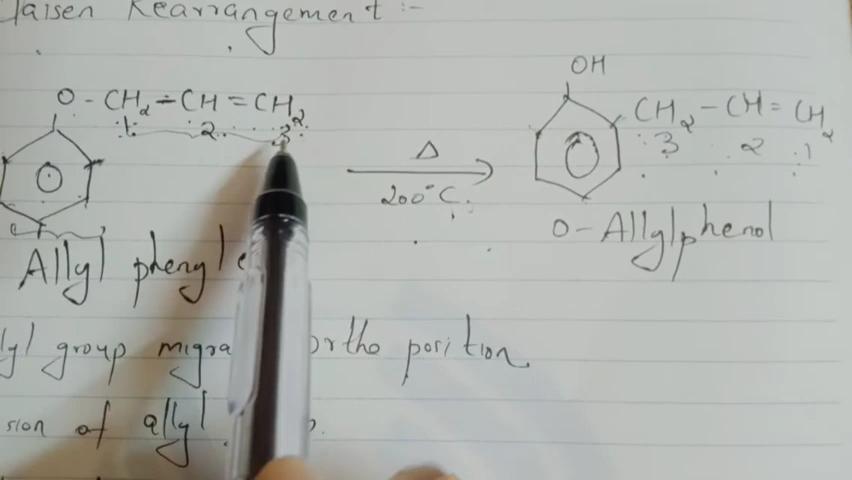 laisen Rearrangement :-
OH
O - CH2 - CH = CH2
CH2 - CH = CH2
1 2 3
3 2 1
Δ
200°C.
O - Allylphenol
Allyl phenyl e
lyl group migra ortho position.
sion of allyl